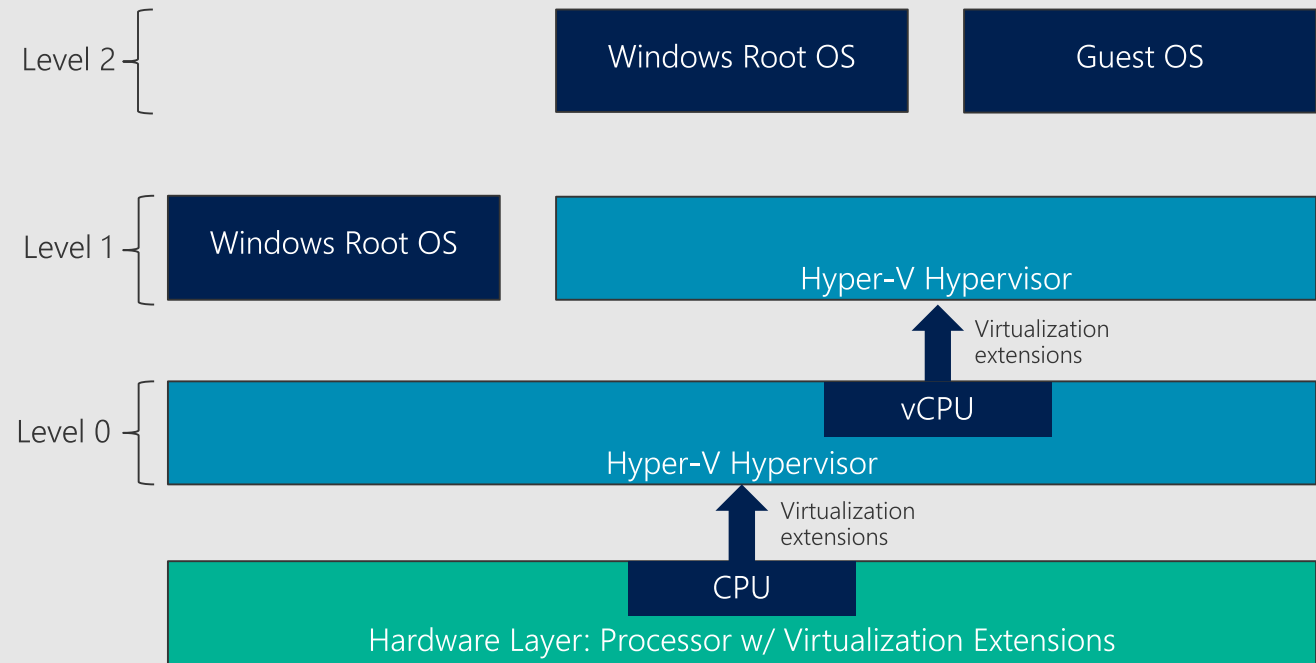 Level 2
Windows Root OS
Guest OS
Level 1
Windows Root OS
Hyper-V Hypervisor
Virtualization
extensions
Level 0
vCPU
Hyper-V Hypervisor
Virtualization
extensions
CPU
Hardware Layer: Processor w/ Virtualization Extensions